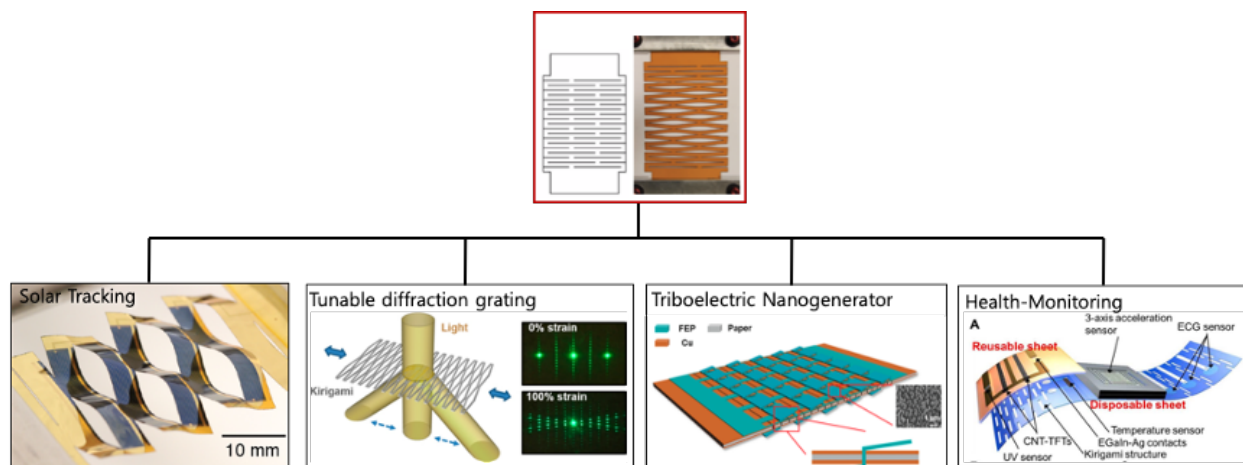 Solar Tracking
10 mm
Tunable diffraction grating
Light
Kirigami
0% strain
100% strain
Triboelectric Nanogenerator
FEP
Paper
Cu
Health-Monitoring
A
3-axis acceleration
sensor
ECG sensor
Reusable sheet
Disposable sheet
Temperature sensor
EGaIn-Ag contacts
Kirigami structure
CNT-TFTs
UV sensor